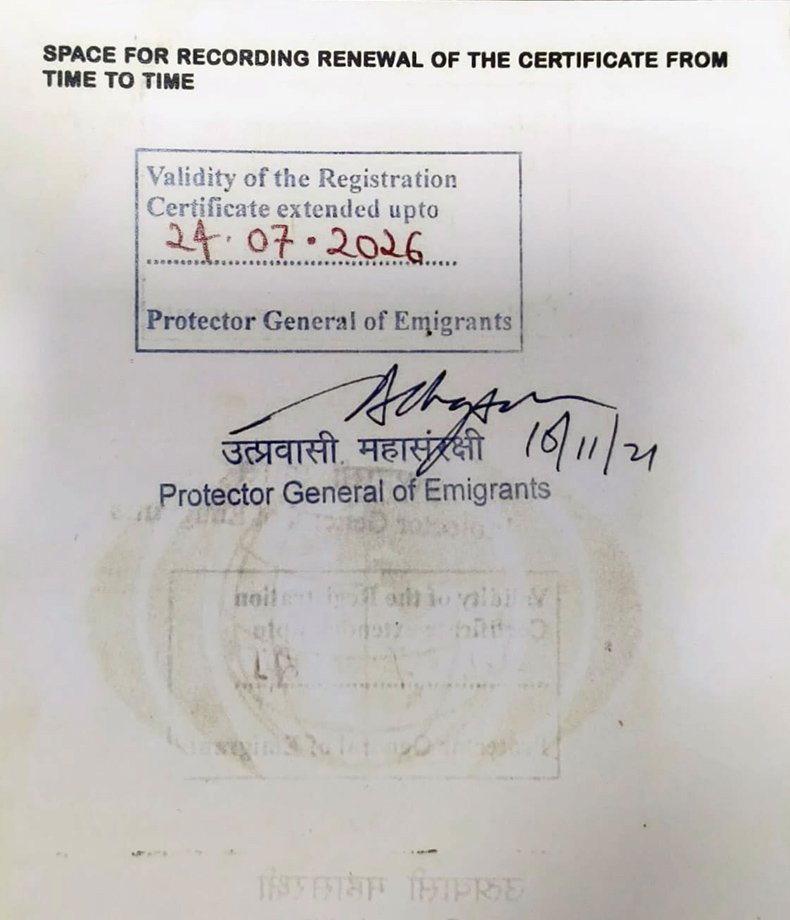 SPACE FOR RECORDING RENEWAL OF THE CERTIFICATE FROM
TIME TO TIME
Validity of the Registration
Certificate extended upto
24.07.2026
Protector General of Emigrants
उत्प्रवासी महासंरक्षी
16/11/21
Protector General of Emigrants